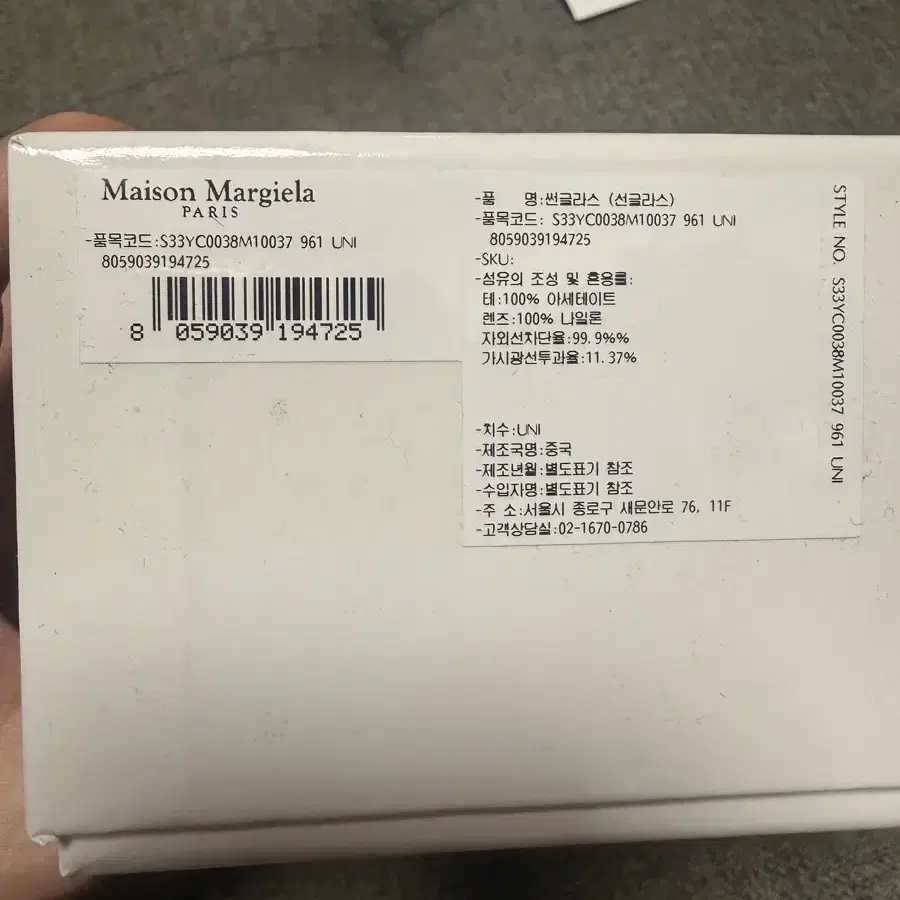 Maison Margiela
PARIS
-품목코드:S33YC0038M10037 961 UNI
8059039194725
8 059039 194725
-품 명:썬글라스 (선글라스)
-품목코드: S33YC0038M10037 961 UNI
8059039194725
-SKU:
-섬유의 조성 및 혼용률:
테:100% 아세테이트
렌즈:100% 나일론
자외선차단율:99.9%%
가시광선투과율:11.37%
-치수:UNI
-제조국명:중국
-제조년월:별도표기 참조
-수입자명:별도표기 참조
-주 소:서울시 종로구 새문안로 76, 11F
-고객상담실:02-1670-0786
STYLE NO. S33YC0038M10037 961 UNI